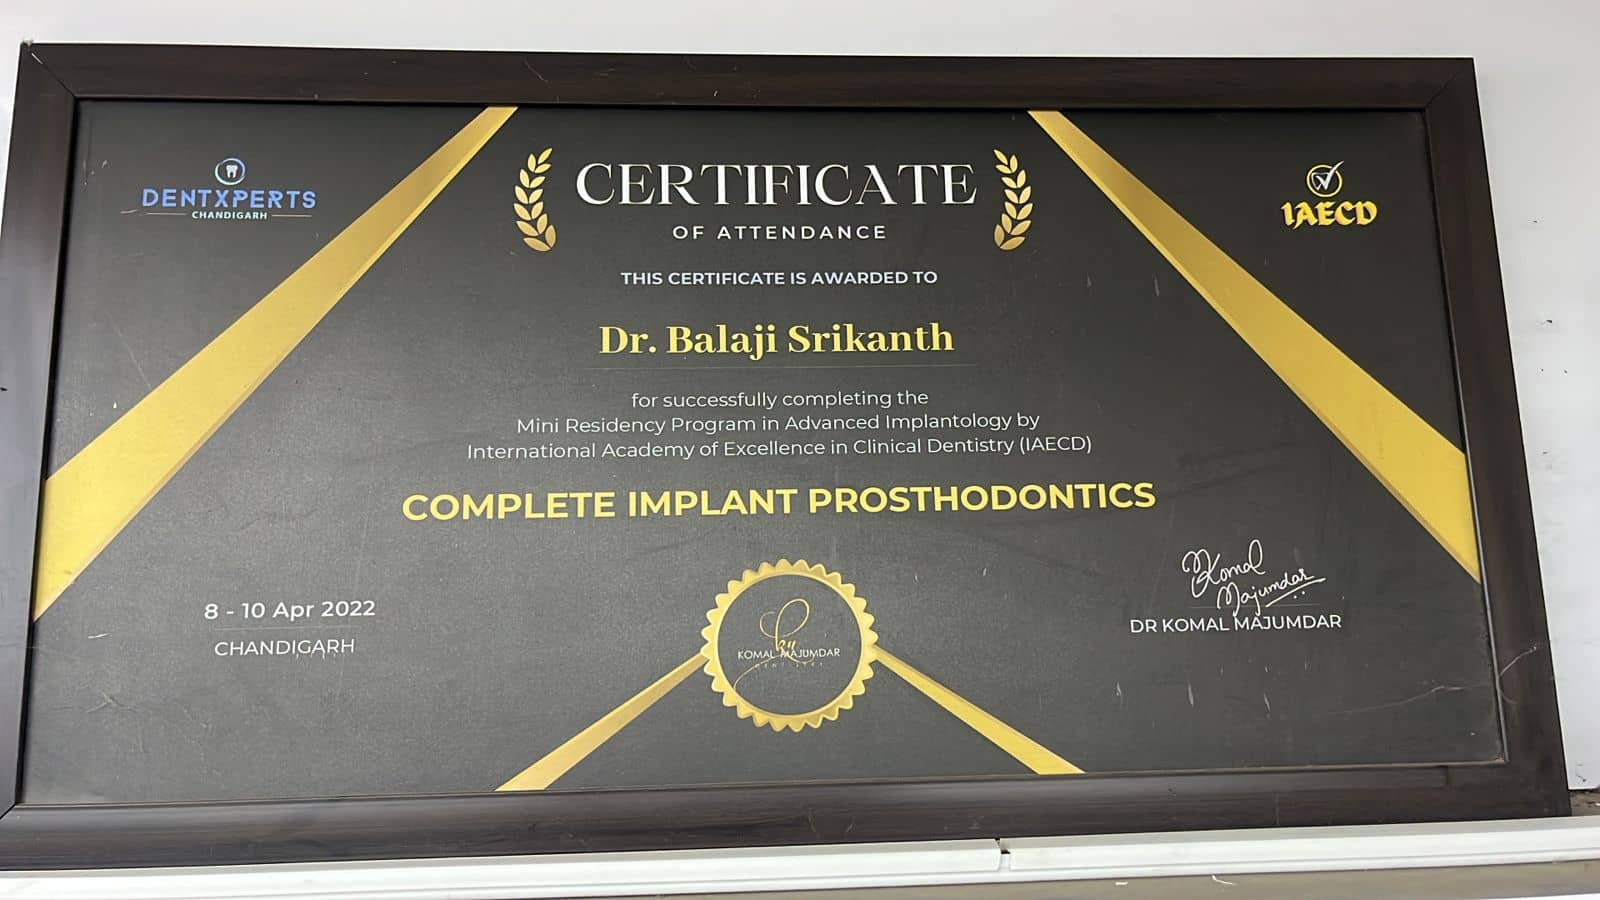 DENTXPERTS
CHANDIGARH
CERTIFICATE
OF ATTENDANCE
IAECD
THIS CERTIFICATE IS AWARDED TO
Dr. Balaji Srikanth
for successfully completing the
Mini Residency Program in Advanced Implantology by
International Academy of Excellence in Clinical Dentistry (IAECD)
COMPLETE IMPLANT PROSTHODONTICS
8 - 10 Apr 2022
CHANDIGARH
KOMAL MAJUMDAR
DENTISTRY
Komal
Majumdar
DR KOMAL MAJUMDAR